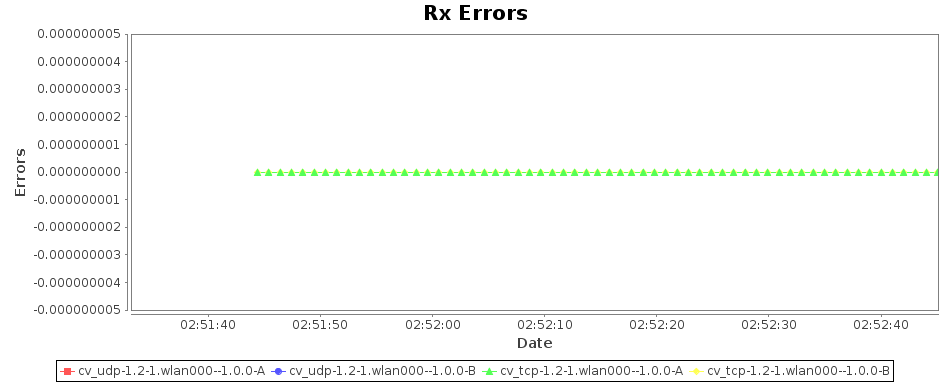 Rx Errors
0.000000005
0.000000004
0.000000003
0.000000002
0.000000001
0.000000000
-0.000000001
-0.000000002
-0.000000003
-0.000000004
-0.000000005
Errors
02:51:40 02:51:50 02:52:00 02:52:10 02:52:20 02:52:30 02:52:40
Date
cv_udp-1.2-1.wlan000--1.0.0-A cv_udp-1.2-1.wlan000--1.0.0-B cv_tcp-1.2-1.wlan000--1.0.0-A cv_tcp-1.2-1.wlan000--1.0.0-B